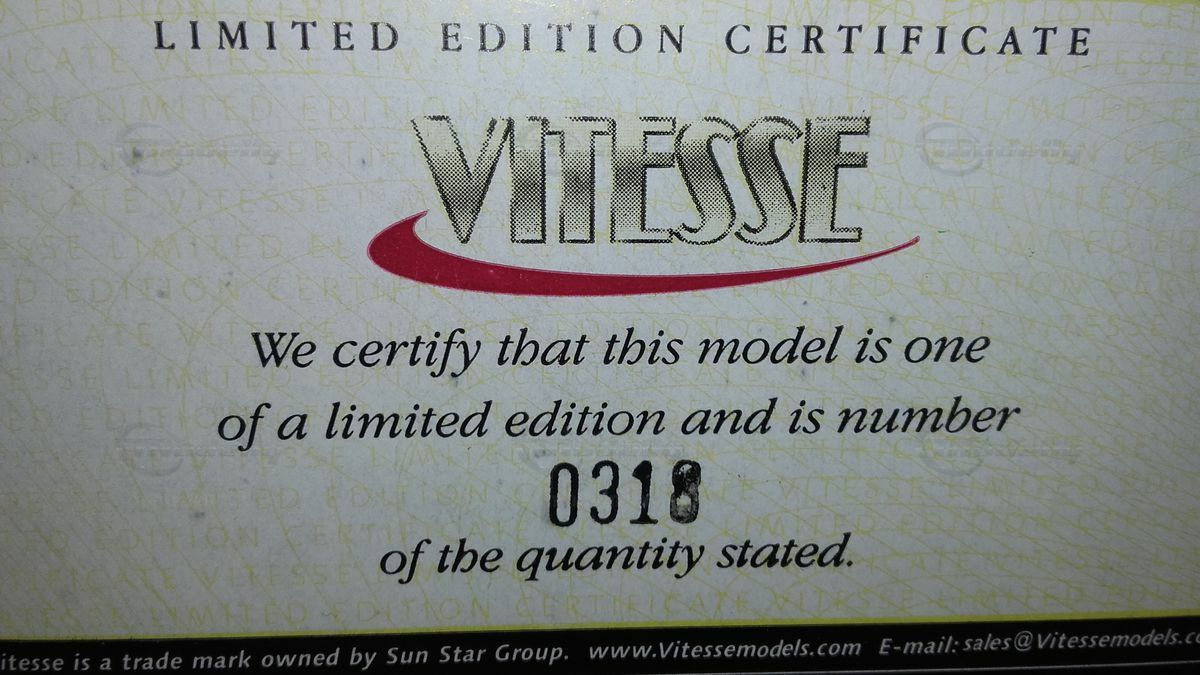 LIMITED EDITION CERTIFICATE
VITESSE
We certify that this model is one
of a limited edition and is number
0318
of the quantity stated.
itesse is a trade mark owned by Sun Star Group. www.Vitessemodels.com E-mail: sales@Vitessemodels.co